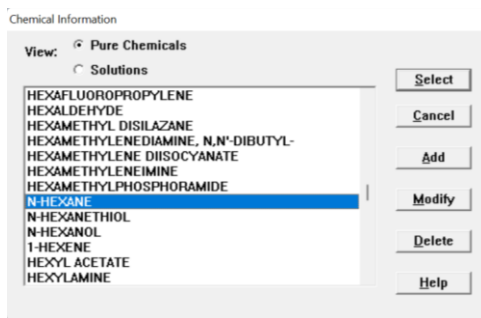 Chemical Information
View:
Pure Chemicals
Solutions
HEXAFLUOROPROPYLENE
HEXALDEHYDE
HEXAMETHYL DISILAZANE
HEXAMETHYLENEDIAMINE, N,N'-DIBUTYL-
HEXAMETHYLENE DIISOCYANATE
HEXAMETHYLENEIMINE
HEXAMETHYLPHOSPHORAMIDE
N-HEXANE
N-HEXANETHIOL
N-HEXANOL
1-HEXENE
HEXYL ACETATE
HEXYLAMINE
Select
Cancel
Add
Modify
Delete
Help